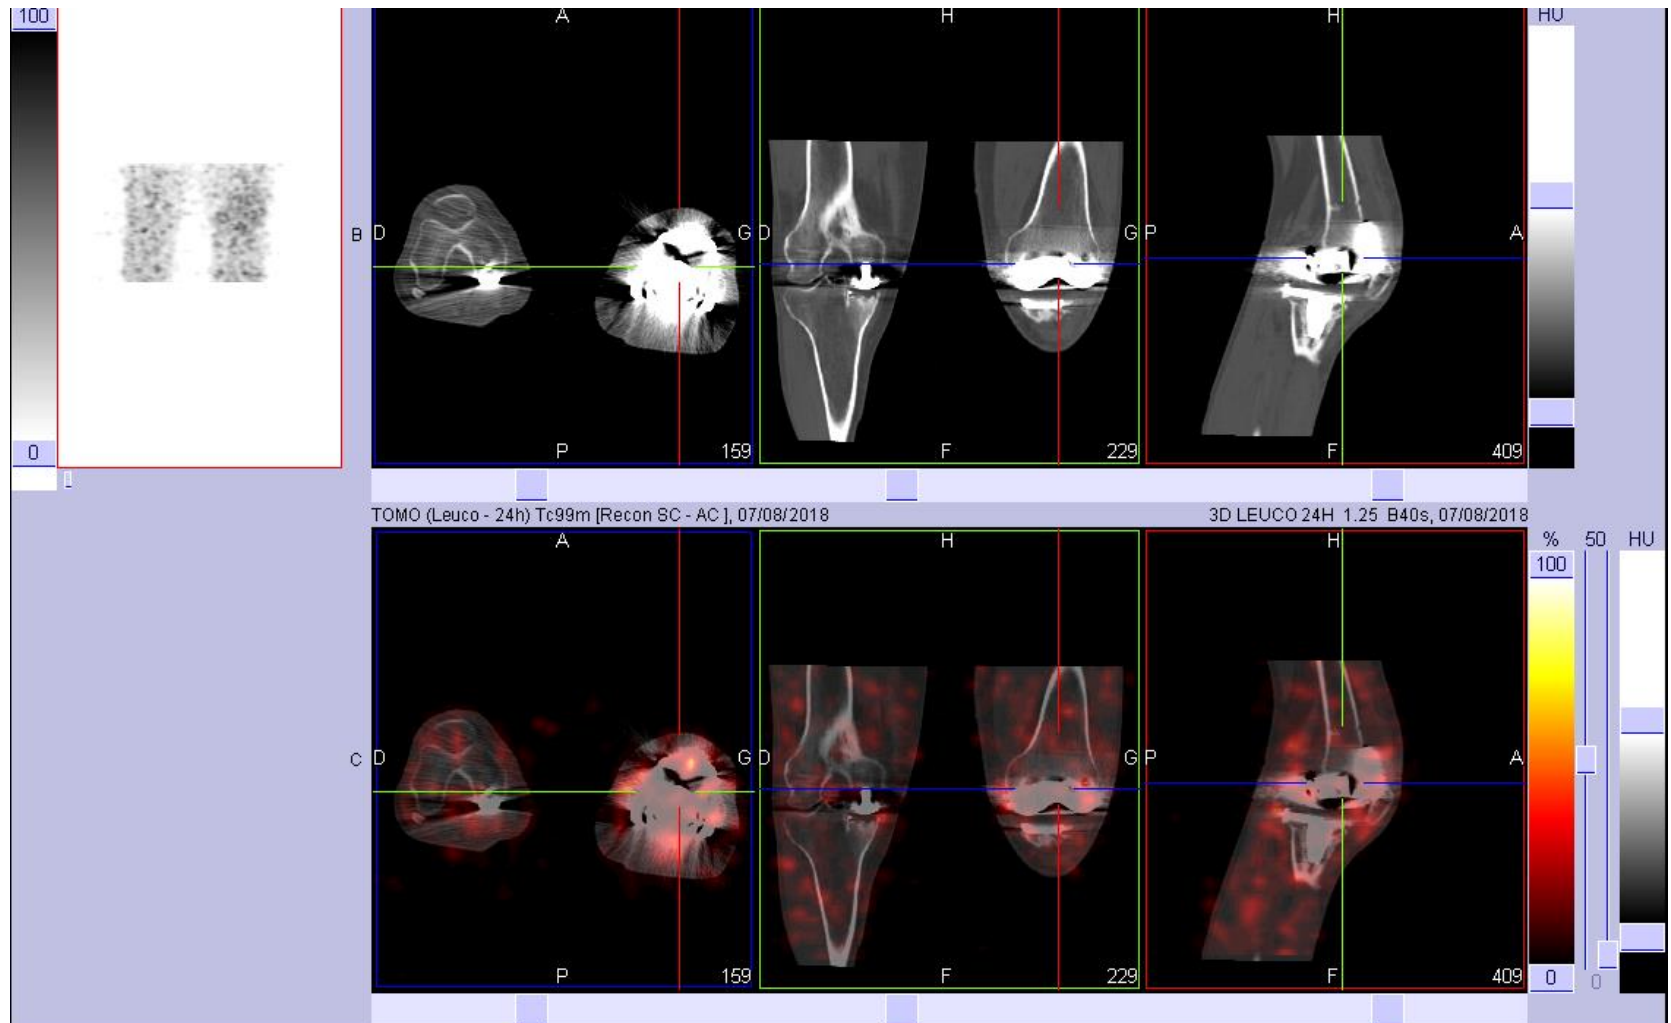 100
A
H
H
HU
B
D
G
D
G
P
A
0
P
159
F
229
F
409
TOMO (Leuco - 24h) Tc99m [Recon SC - AC ], 07/08/2018
3D LEUCO 24H 1.25 B40s, 07/08/2018
A
H
H
%
50
HU
100
C
D
G
D
G
P
A
P
159
F
229
F
409
0
0